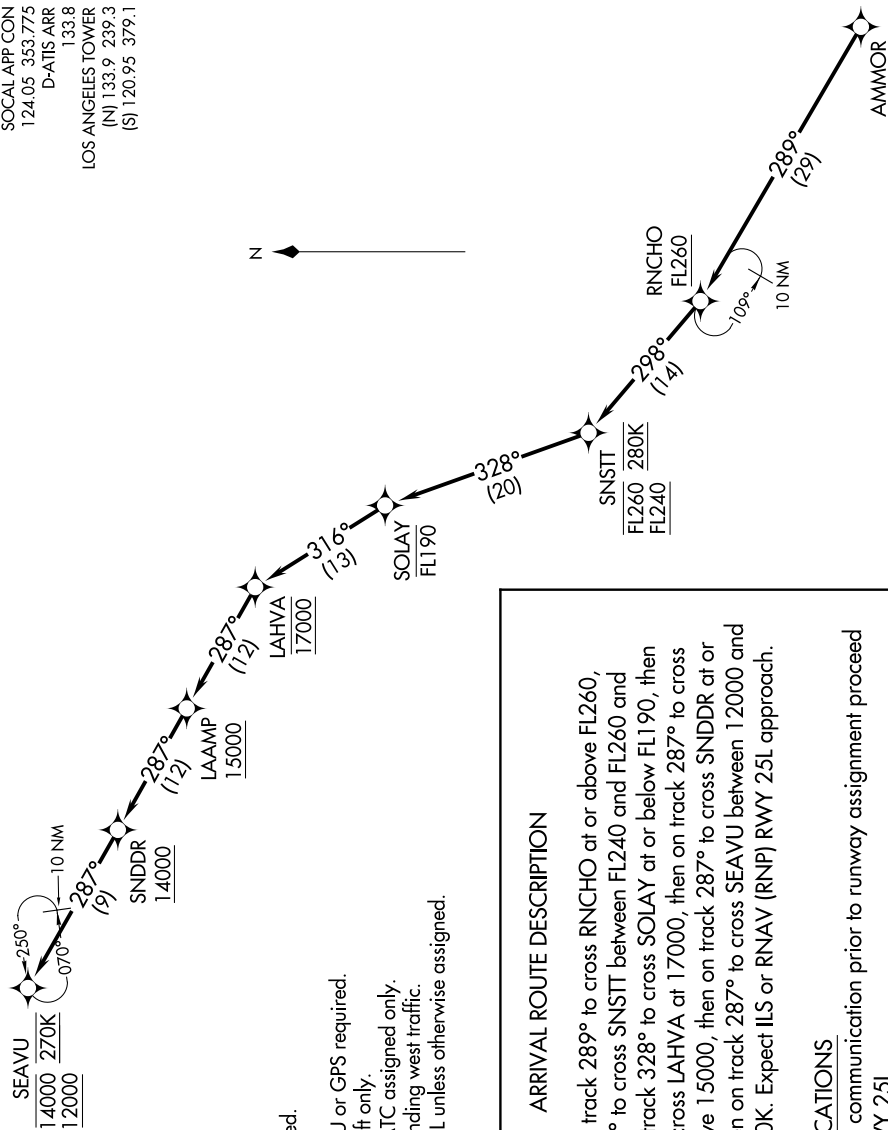 SOCAL APP CON
124.05 353.775
D-ATIS ARR
133.8
LOS ANGELES TOWER
(N) 133.9 239.3
(S) 120.95 379.1
N
AMMOR
289°
(29)
RNCHO
FL260
109°
10 NM
298°
(14)
SNSTT
FL260 280K
FL240
328°
(20)
SOLAY
FL190
316°
(13)
LAHVA
17000
287°
(12)
LAAMP
15000
287°
(12)
SNDDR
14000
287°
(9)
10 NM
250°
070°
SEAVU
14000 270K
12000
ed.
U or GPS required.
ft only.
ATC assigned only.
nding west traffic.
L unless otherwise assigned.
ARRIVAL ROUTE DESCRIPTION
track 289° to cross RNCHO at or above FL260,
° to cross SNSTT between FL240 and FL260 and
track 328° to cross SOLAY at or below FL190, then
cross LAHVA at 17000, then on track 287° to cross
ve 15000, then on track 287° to cross SNDDR at or
n on track 287° to cross SEAVU between 12000 and
0K. Expect ILS or RNAV (RNP) RWY 25L approach.
CATIONS
communication prior to runway assignment proceed
WY 25L